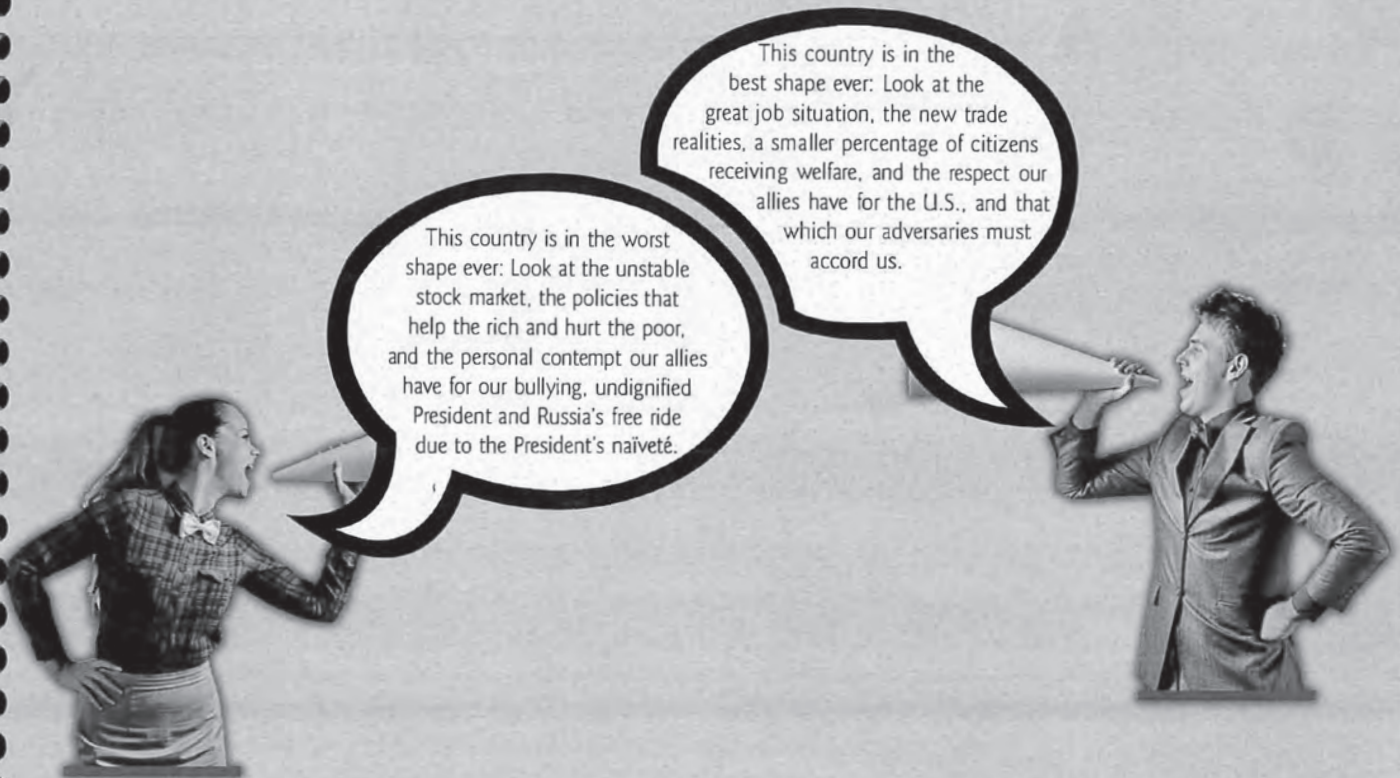 This country is in the
best shape ever: Look at the
great job situation, the new trade
realities, a smaller percentage of citizens
receiving welfare, and the respect our
allies have for the U.S., and that
which our adversaries must
accord us.
This country is in the worst
shape ever: Look at the unstable
stock market, the policies that
help the rich and hurt the poor,
and the personal contempt our allies
have for our bullying, undignified
President and Russia's free ride
due to the President's naïveté.